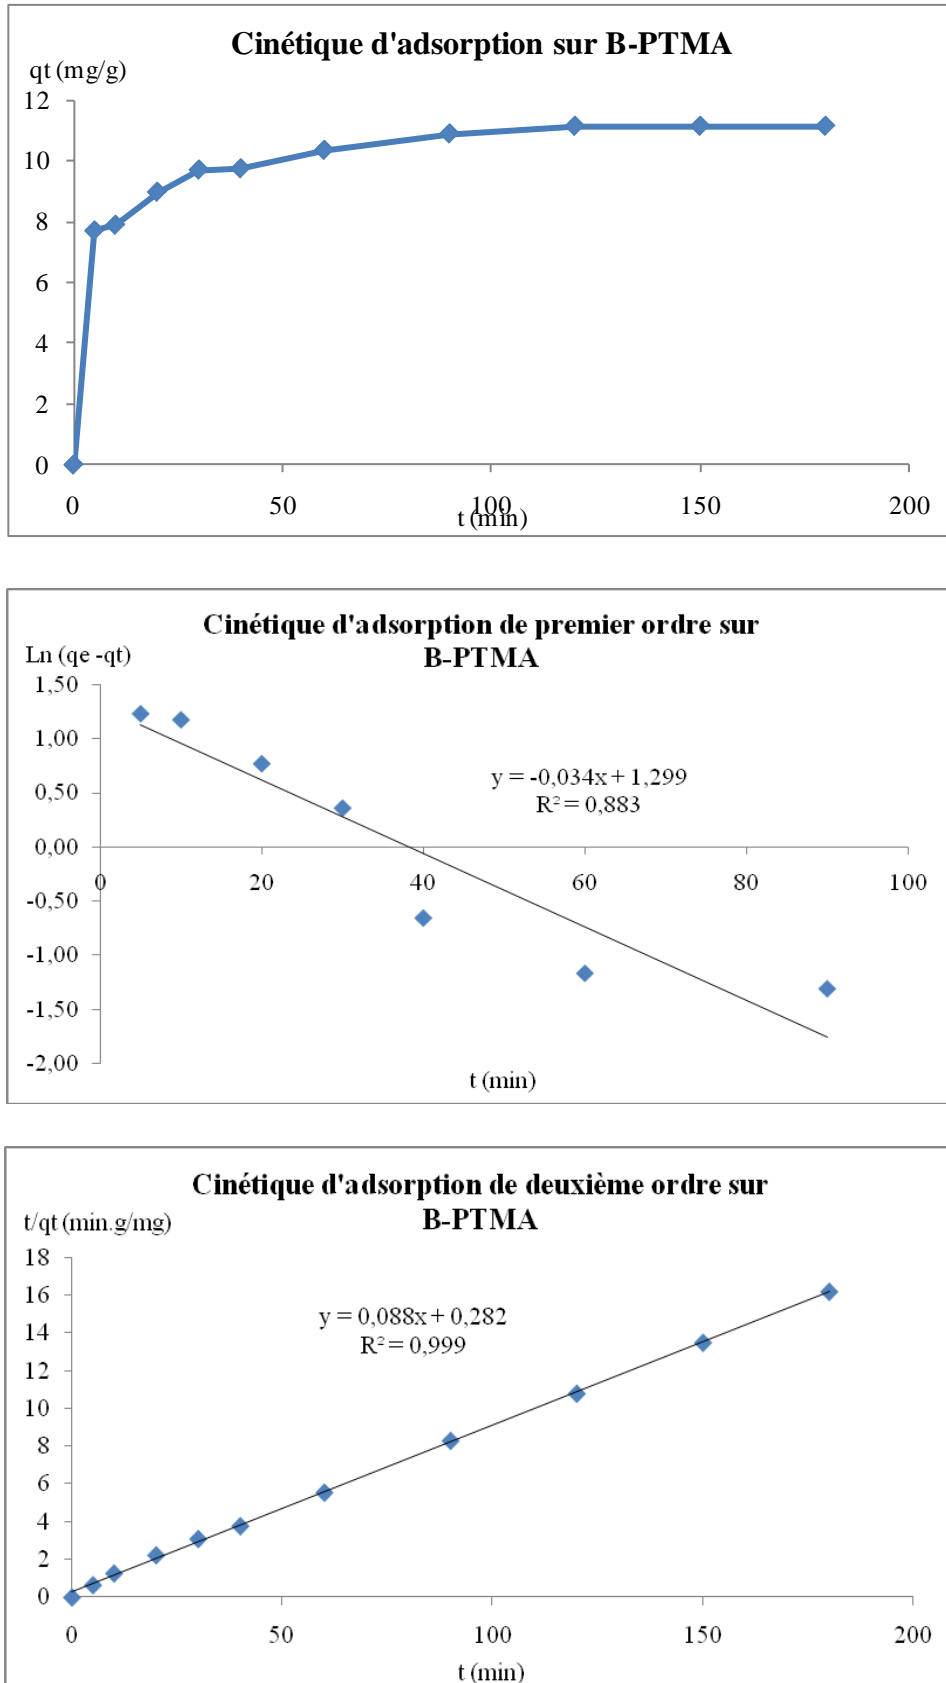 Cinétique d'adsorption sur B-PTMA
qt (mg/g)
12
10
8
6
4
2
0
0 50 100 150 200
t (min)
Cinétique d'adsorption de premier ordre sur
B-PTMA
Ln (qe -qt)
1,50
1,00
0,50
0,00
-0,50
-1,00
-1,50
-2,00
y = -0,034x + 1,299
R² = 0,883
0 20 40 60 80 100
t (min)
Cinétique d'adsorption de deuxième ordre sur
B-PTMA
t/qt (min.g/mg)
18
16
14
12
10
8
6
4
2
0
y = 0,088x + 0,282
R² = 0,999
0 50 100 150 200
t (min)